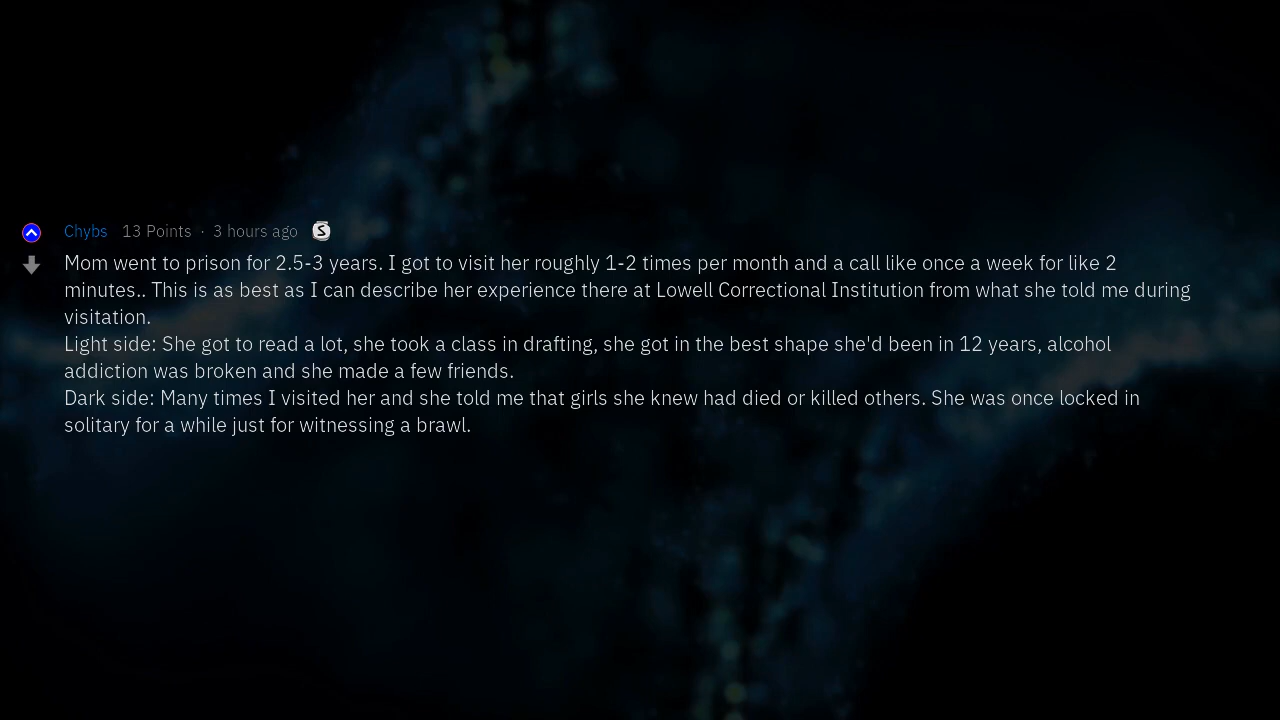 Chybs 13 Points · 3 hours ago S
Mom went to prison for 2.5-3 years. I got to visit her roughly 1-2 times per month and a call like once a week for like 2
minutes.. This is as best as I can describe her experience there at Lowell Correctional Institution from what she told me during
visitation.
Light side: She got to read a lot, she took a class in drafting, she got in the best shape she'd been in 12 years, alcohol
addiction was broken and she made a few friends.
Dark side: Many times I visited her and she told me that girls she knew had died or killed others. She was once locked in
solitary for a while just for witnessing a brawl.